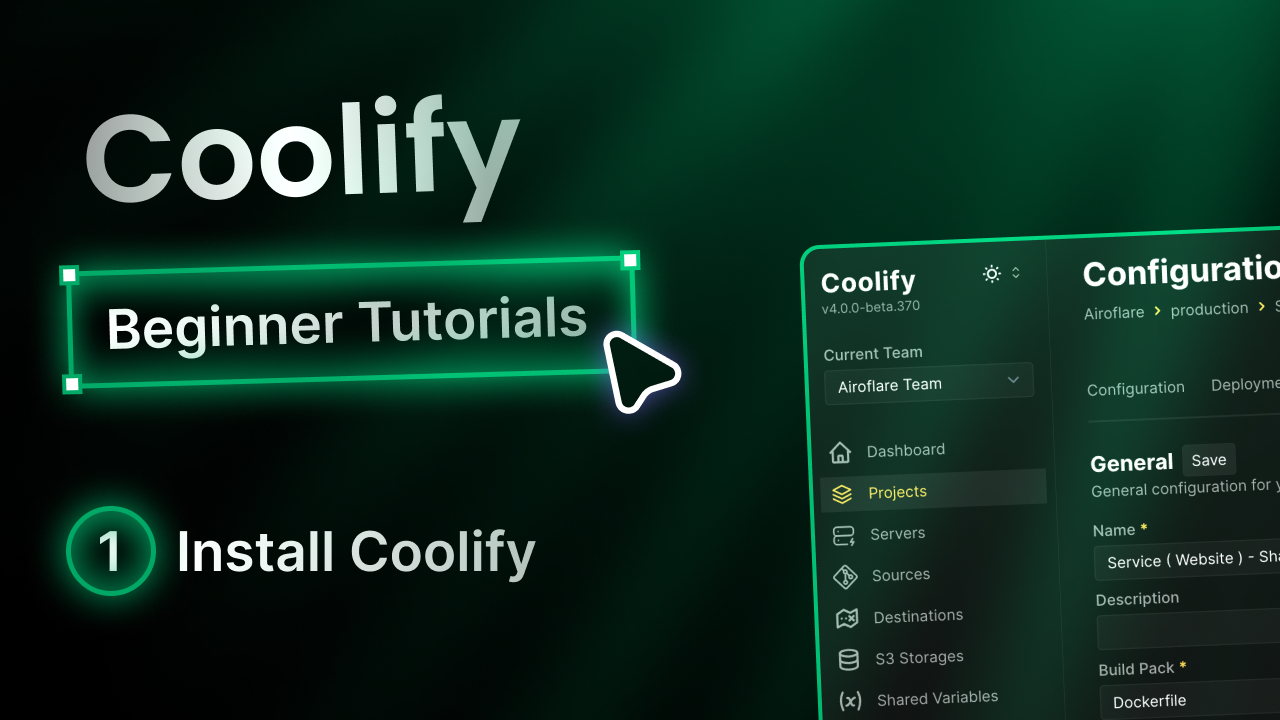 Coolify
Beginner Tutorials
1 Install Coolify
Coolify
v4.0.0-beta.370
Current Team
Airoflare Team
Dashboard
Projects
Servers
Sources
Destinations
S3 Storages
Shared Variables
Configuratio
Airoflare > production > S
Configuration Deployme
General Save
General configuration for y
Name *
Service ( Website ) - Sha
Description
Build Pack *
Dockerfile